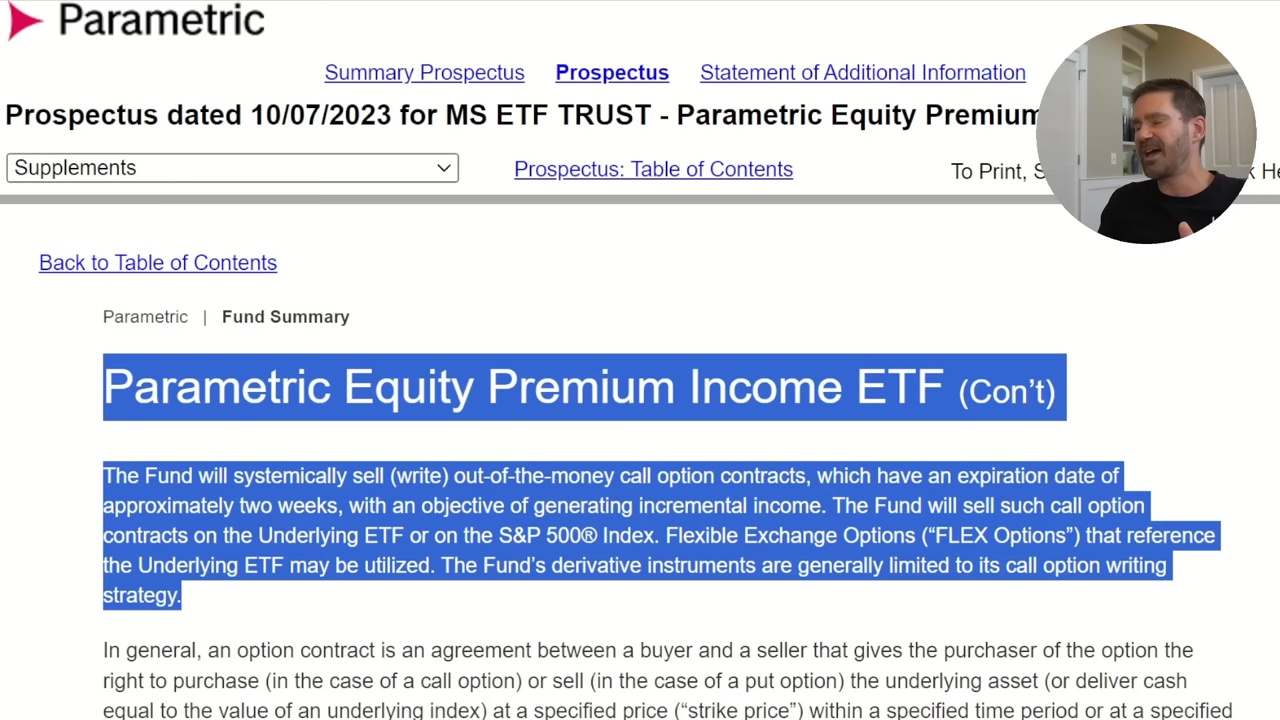 Parametric
Summary Prospectus Prospectus Statement of Additional Information
Prospectus dated 10/07/2023 for MS ETF TRUST - Parametric Equity Premium
Supplements Prospectus: Table of Contents To Print,
Back to Table of Contents
Parametric | Fund Summary
Parametric Equity Premium Income ETF (Con't)
The Fund will systemically sell (write) out-of-the-money call option contracts, which have an expiration date of
approximately two weeks, with an objective of generating incremental income. The Fund will sell such call option
contracts on the Underlying ETF or on the S&P 500® Index. Flexible Exchange Options (“FLEX Options”) that reference
the Underlying ETF may be utilized. The Fund’s derivative instruments are generally limited to its call option writing
strategy.
In general, an option contract is an agreement between a buyer and a seller that gives the purchaser of the option the
right to purchase (in the case of a call option) or sell (in the case of a put option) the underlying asset (or deliver cash
equal to the value of an underlying index) at a specified price (“strike price”) within a specified time period or at a specified